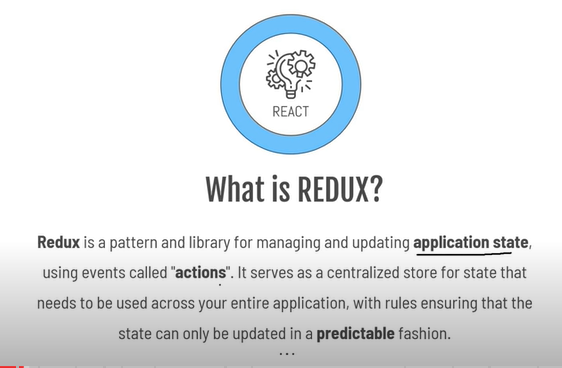 REACT
What is REDUX?
Redux is a pattern and library for managing and updating application state,
using events called "actions". It serves as a centralized store for state that
needs to be used across your entire application, with rules ensuring that the
state can only be updated in a predictable fashion.
...